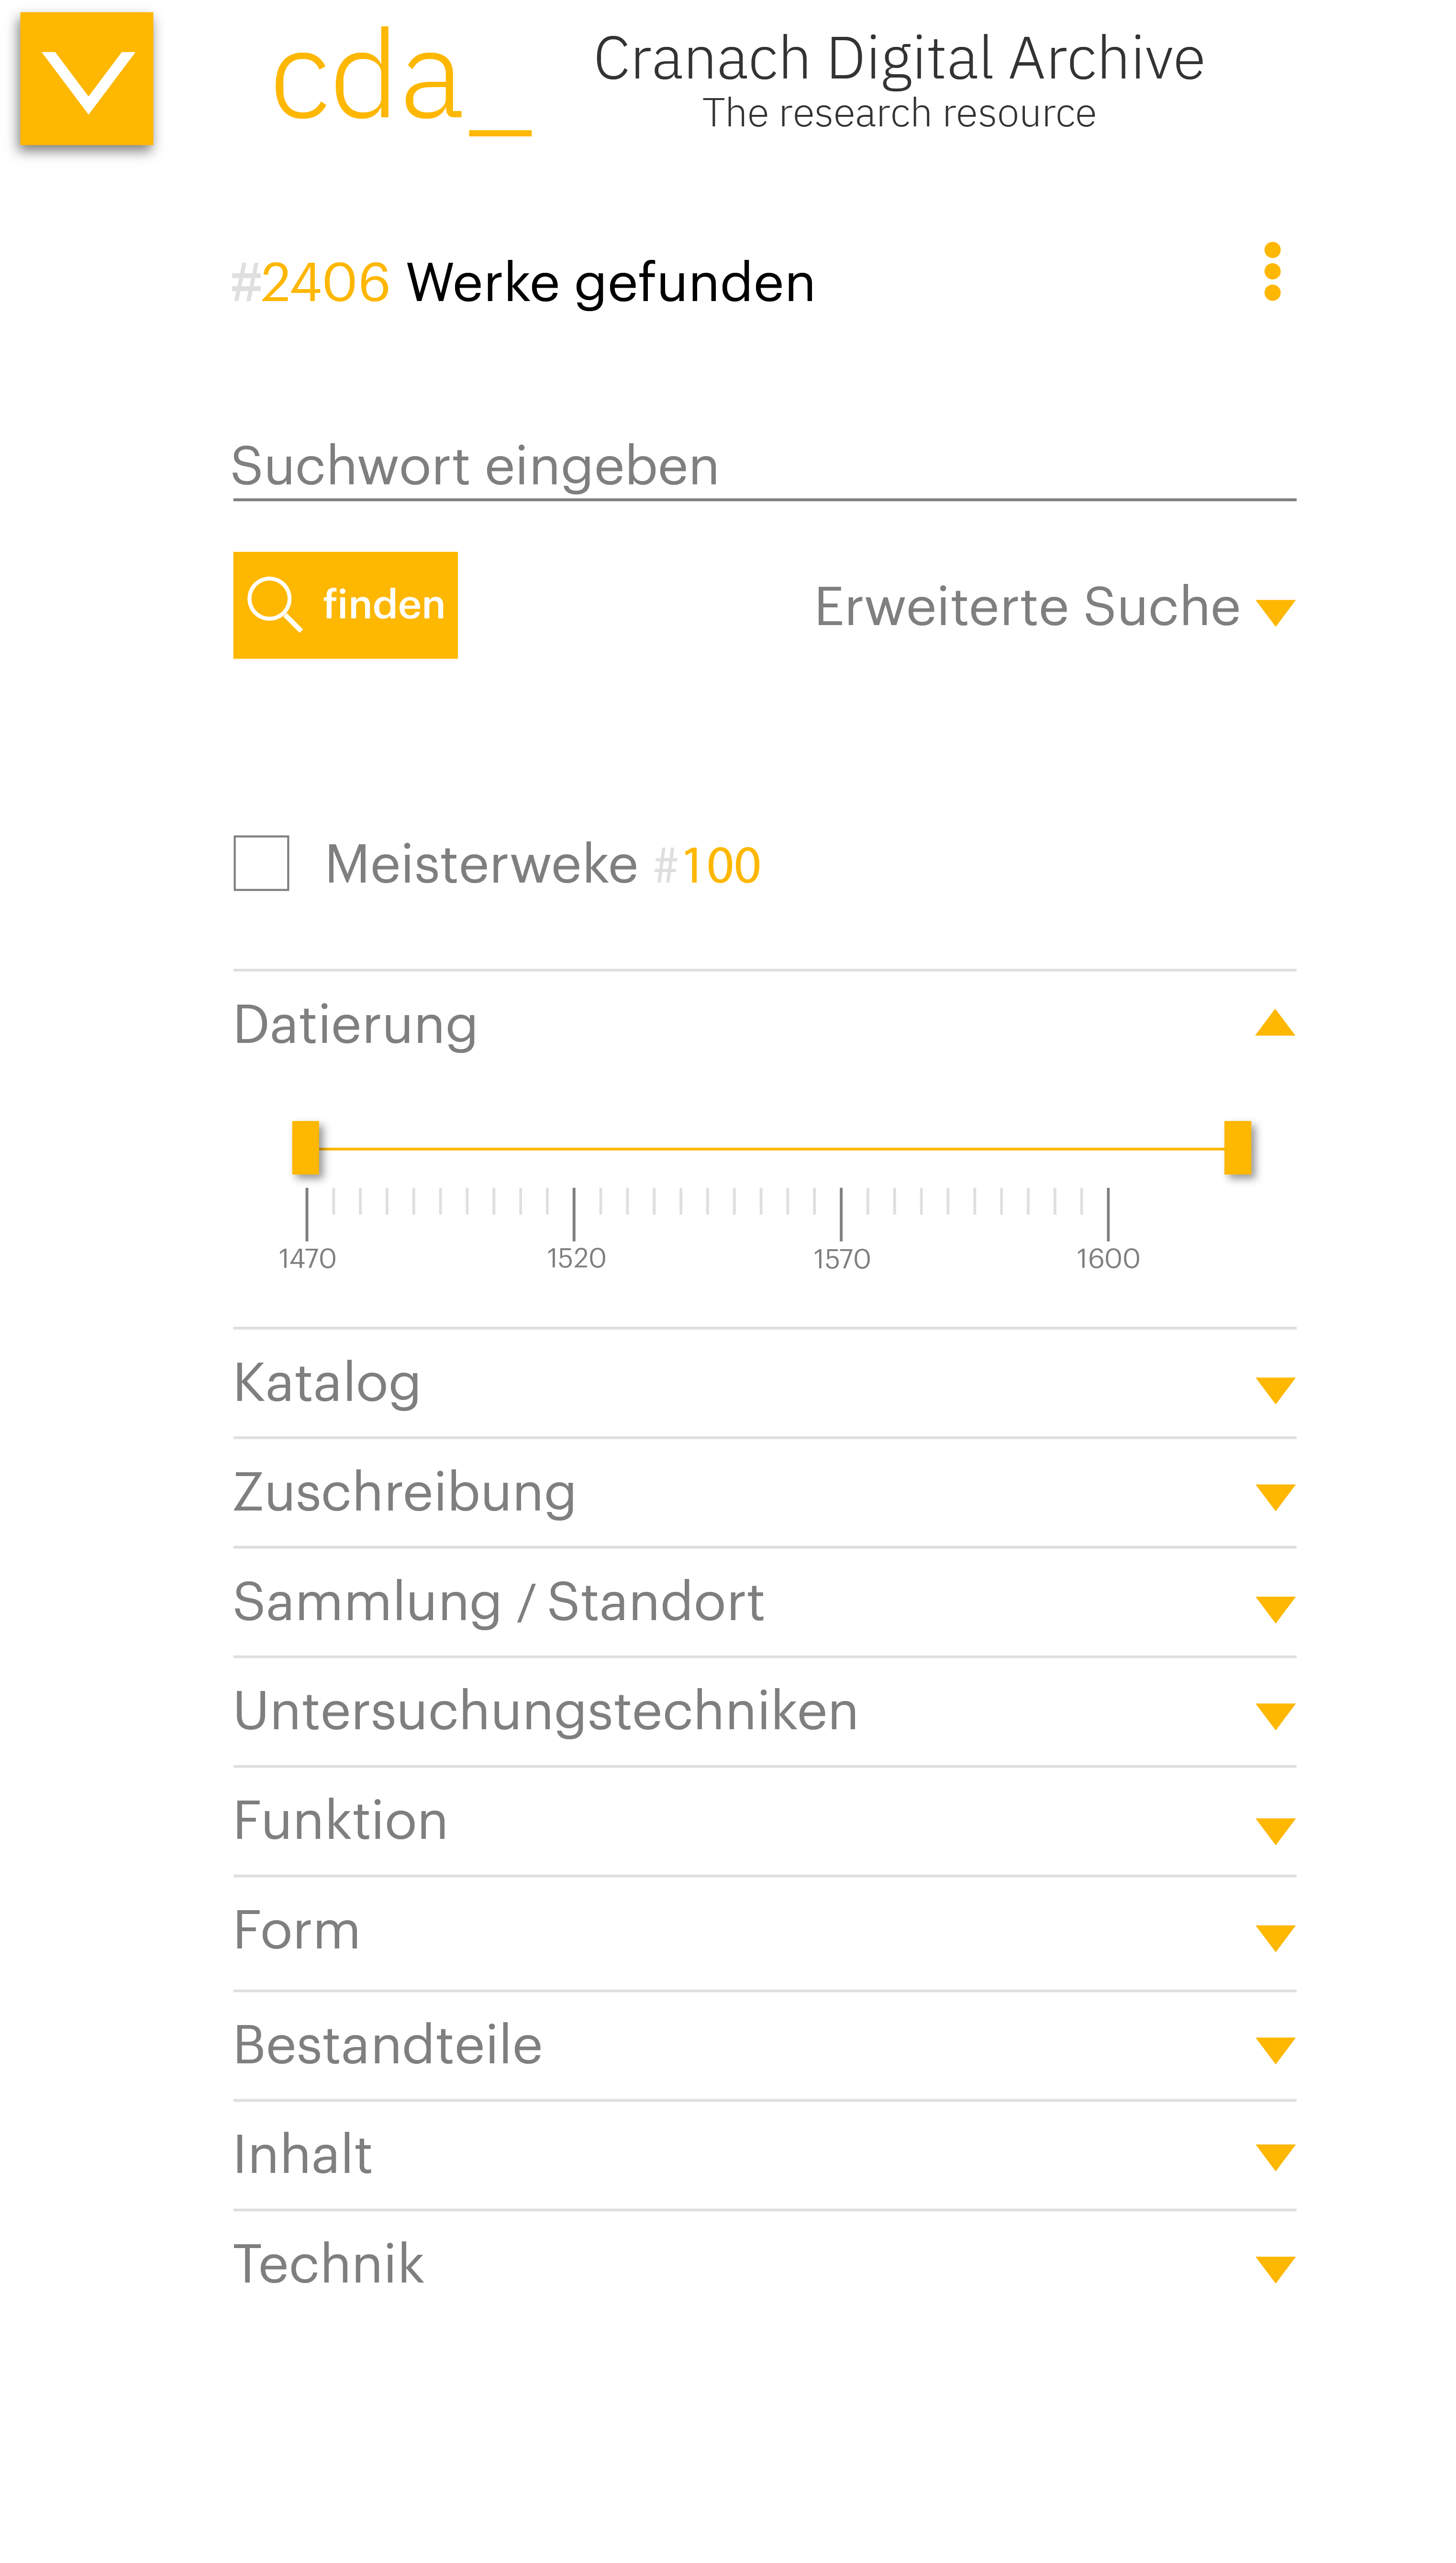 cda_
Cranach Digital Archive
The research resource
#2406 Werke gefunden
Suchwort eingeben
finden
Erweiterte Suche
Meisterweke #100
Datierung
1470 1520 1570 1600
Katalog
Zuschreibung
Sammlung / Standort
Untersuchungstechniken
Funktion
Form
Bestandteile
Inhalt
Technik